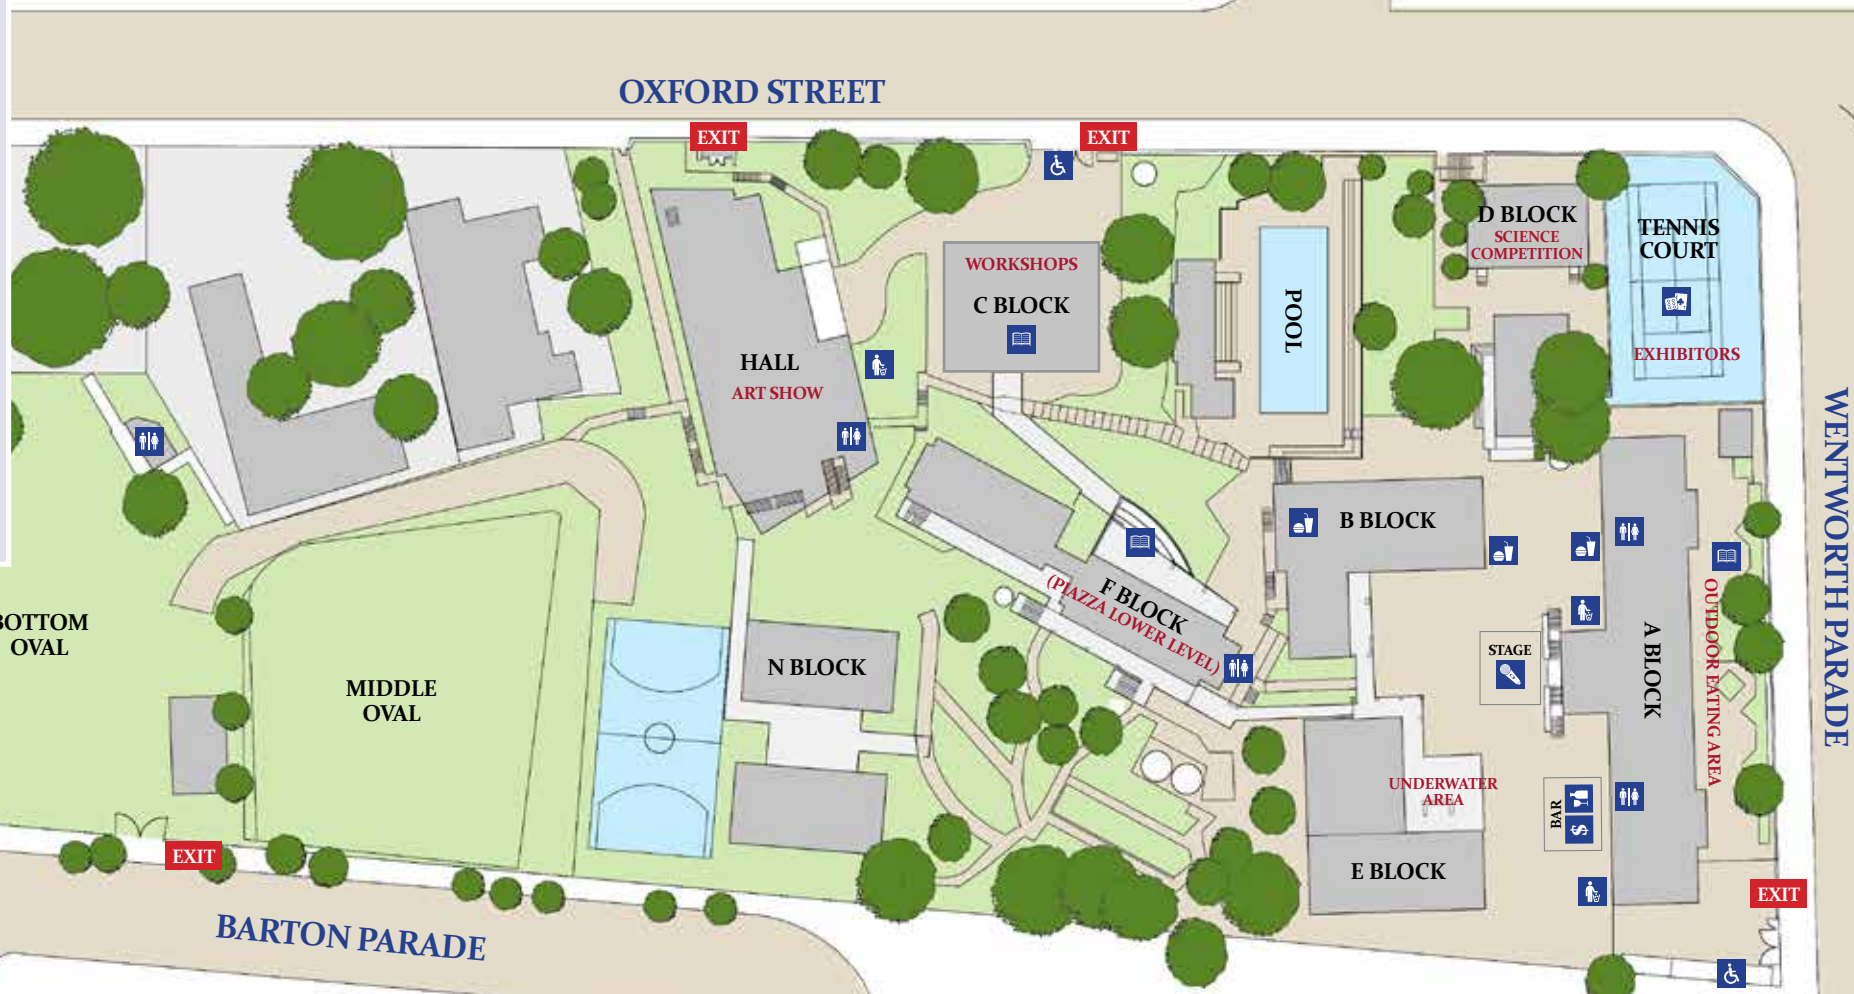 OXFORD STREET
EXIT
EXIT
D BLOCK
SCIENCE
COMPETITION
TENNIS
COURT
EXHIBITORS
WORKSHOPS
C BLOCK
POOL
HALL
ART SHOW
WENTWORTH PARADE
B BLOCK
F BLOCK
(PIAZZA LOWER LEVEL)
OUTDOOR EATING AREA
A BLOCK
STAGE
BOTTOM
OVAL
MIDDLE
OVAL
N BLOCK
UNDERWATER
AREA
BAR
$
E BLOCK
EXIT
EXIT
BARTON PARADE